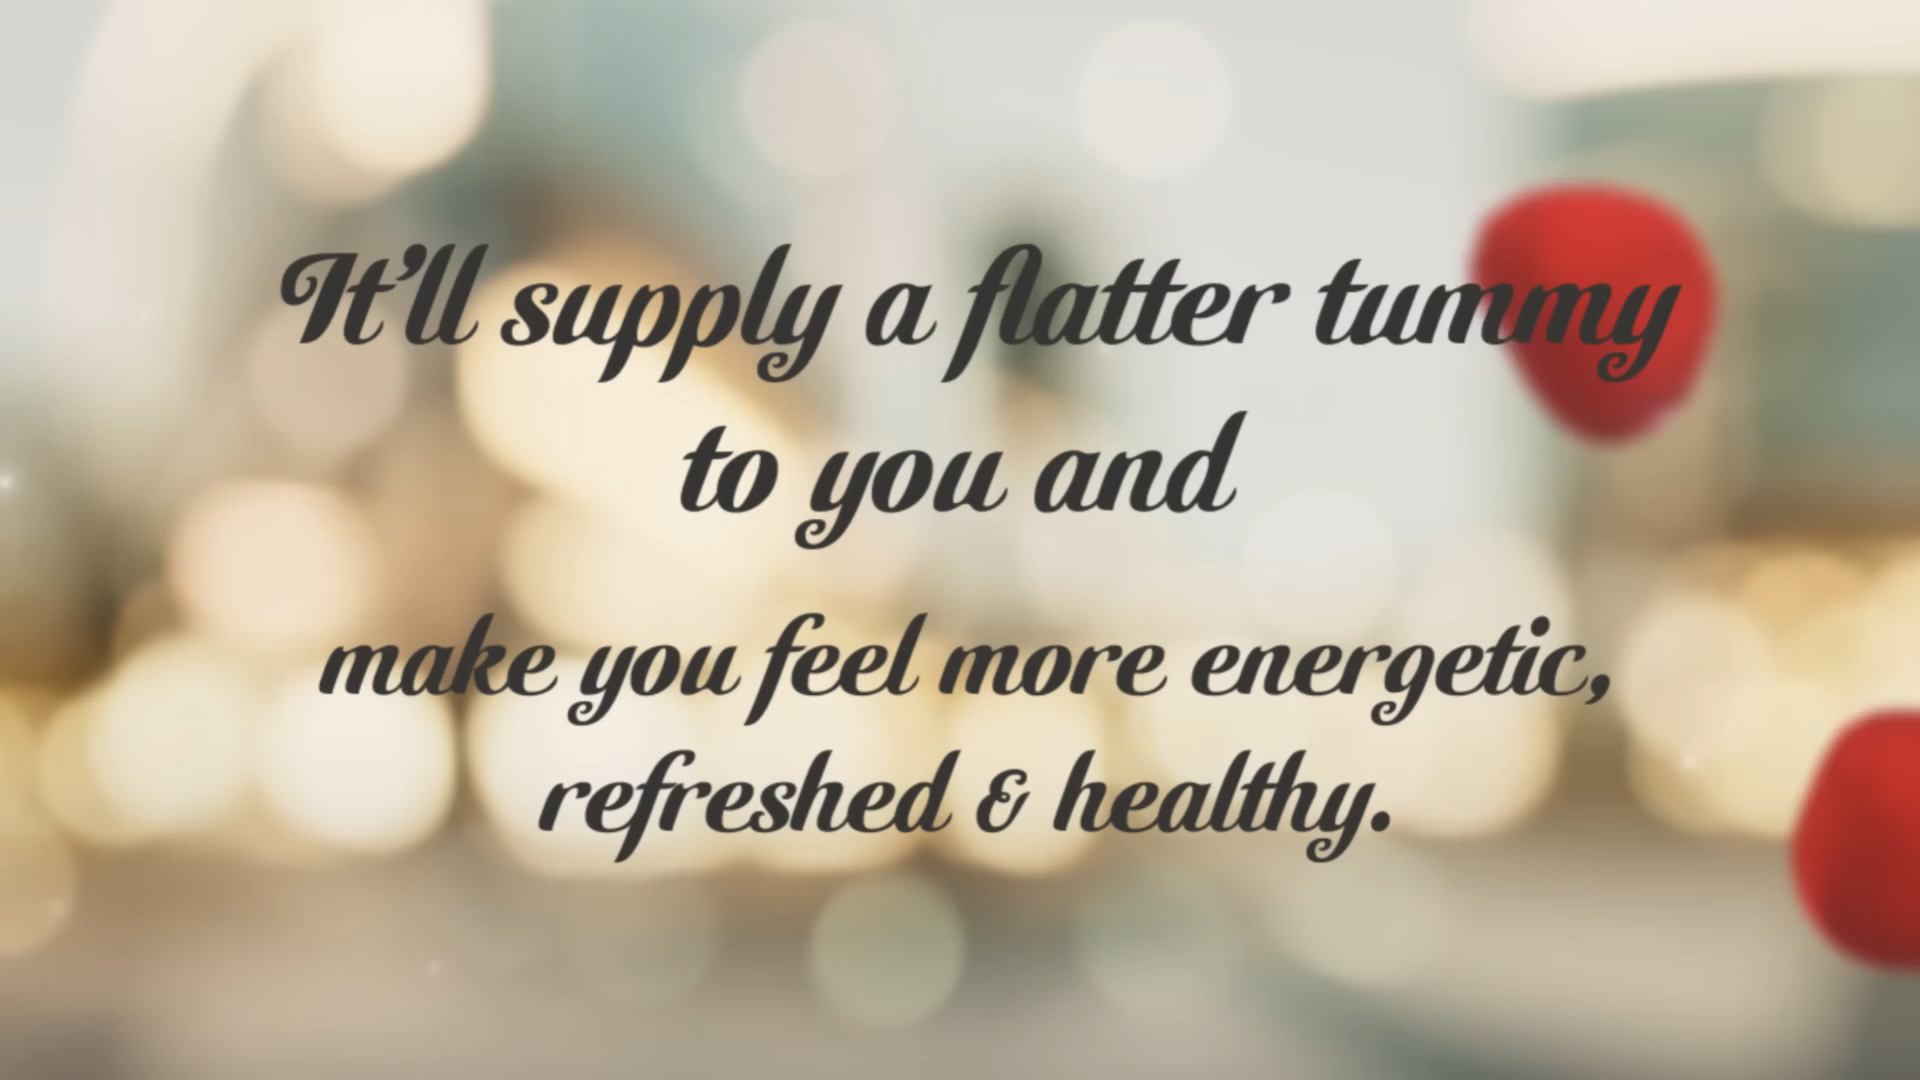 It'll supply a flatter tummy
to you and
make you feel more energetic,
refreshed & healthy.